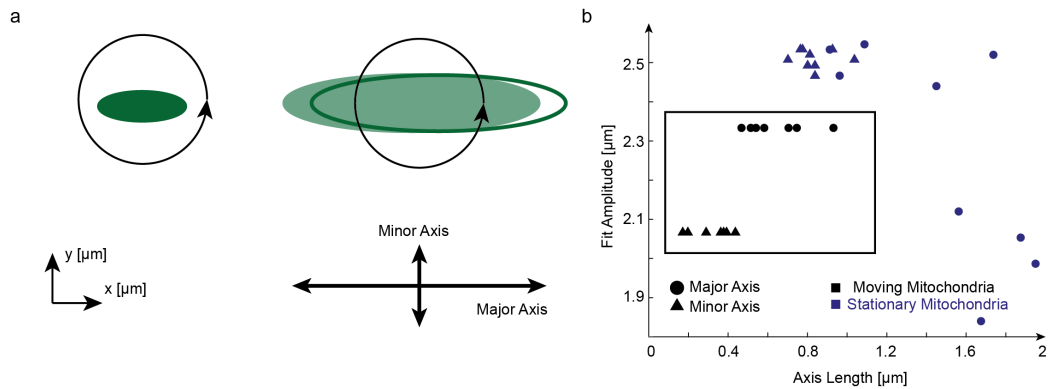 a
y [µm]
x [µm]
Minor Axis
Major Axis
b
Fit Amplitude [µm]
2.5
2.3
2.1
1.9
Major Axis
Minor Axis
Moving Mitochondria
Stationary Mitochondria
0
0.4
0.8
1.2
1.6
2
Axis Length [µm]